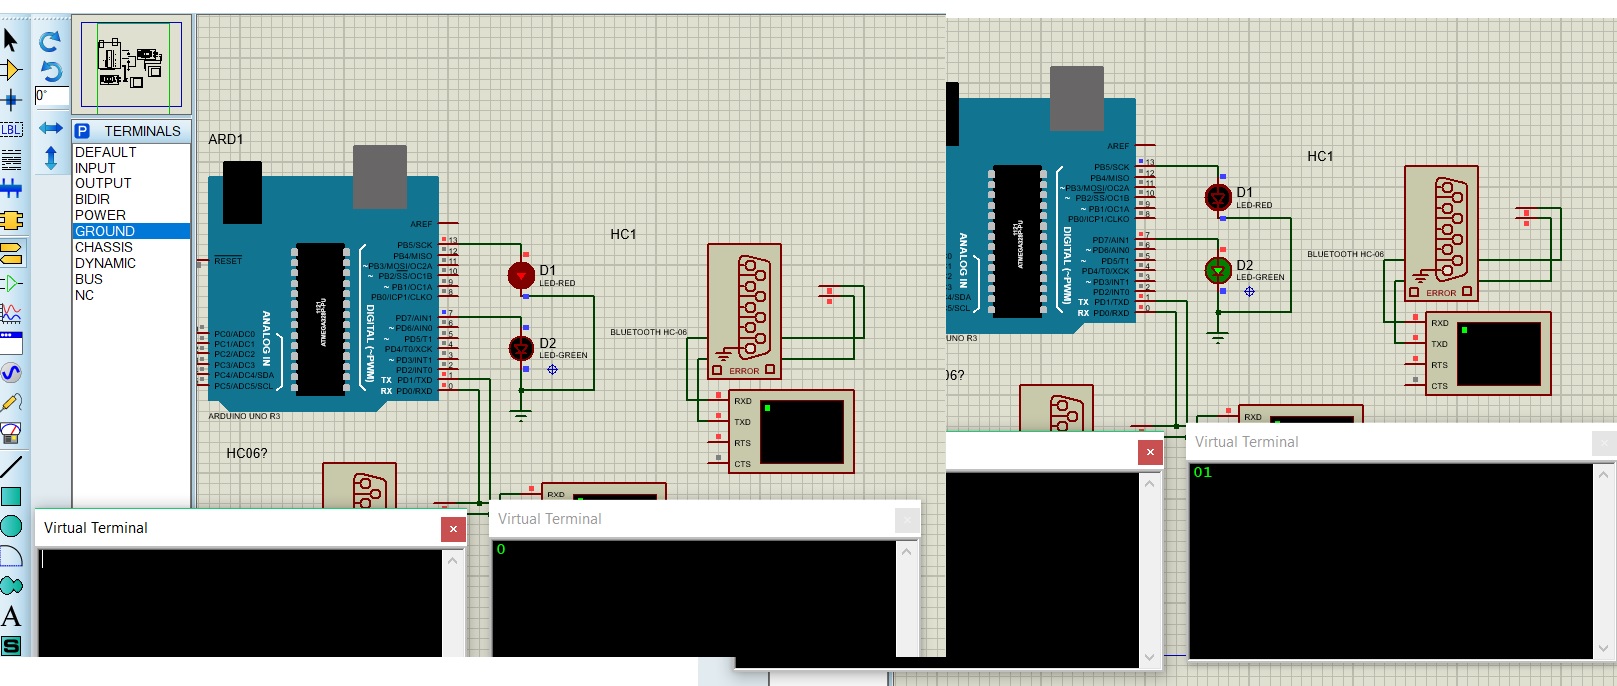 LBL
A
S
0°
P TERMINALS
DEFAULT
INPUT
OUTPUT
BIDIR
POWER
GROUND
CHASSIS
DYNAMIC
BUS
NC
ARD1
RESET
PC0/ADC0
PC1/ADC1
PC2/ADC2
PC3/ADC3
PC4/ADC4/SDA
PC5/ADC5/SCL
ANALOG IN
ARDUINO UNO R3
1121
ATMEGA328P-PU
DIGITAL (~PWM)
AREF
PB5/SCK 13
PB4/MISO 12
~ PB3/MOSI/OC2A 11
~ PB2/SS/OC1B 10
~ PB1/OC1A 9
PB0/ICP1/CLKO 8
PD7/AIN1 7
~ PD6/AIN0 6
~ PD5/T1 5
PD4/T0/XCK 4
~ PD3/INT1 3
PD2/INT0 2
TX PD1/TXD 1
RX PD0/RXD 0
D1
LED-RED
D2
LED-GREEN
HC1
BLUETOOTH HC-06
ERROR
RXD
TXD
RTS
CTS
HC06?
RXD
Virtual Terminal
Virtual Terminal
0
AREF
PB5/SCK 13
PB4/MISO 12
~ PB3/MOSI/OC2A 11
~ PB2/SS/OC1B 10
~ PB1/OC1A 9
PB0/ICP1/CLKO 8
PD7/AIN1 7
~ PD6/AIN0 6
~ PD5/T1 5
PD4/T0/XCK 4
~ PD3/INT1 3
PD2/INT0 2
TX PD1/TXD 1
RX PD0/RXD 0
1121
ATMEGA328P-PU
DIGITAL (~PWM)
ANALOG IN
4/SDA
5/SCL
UNO R3
D1
LED-RED
D2
LED-GREEN
HC1
BLUETOOTH HC-06
ERROR
RXD
TXD
RTS
CTS
06?
RXD
Virtual Terminal
01